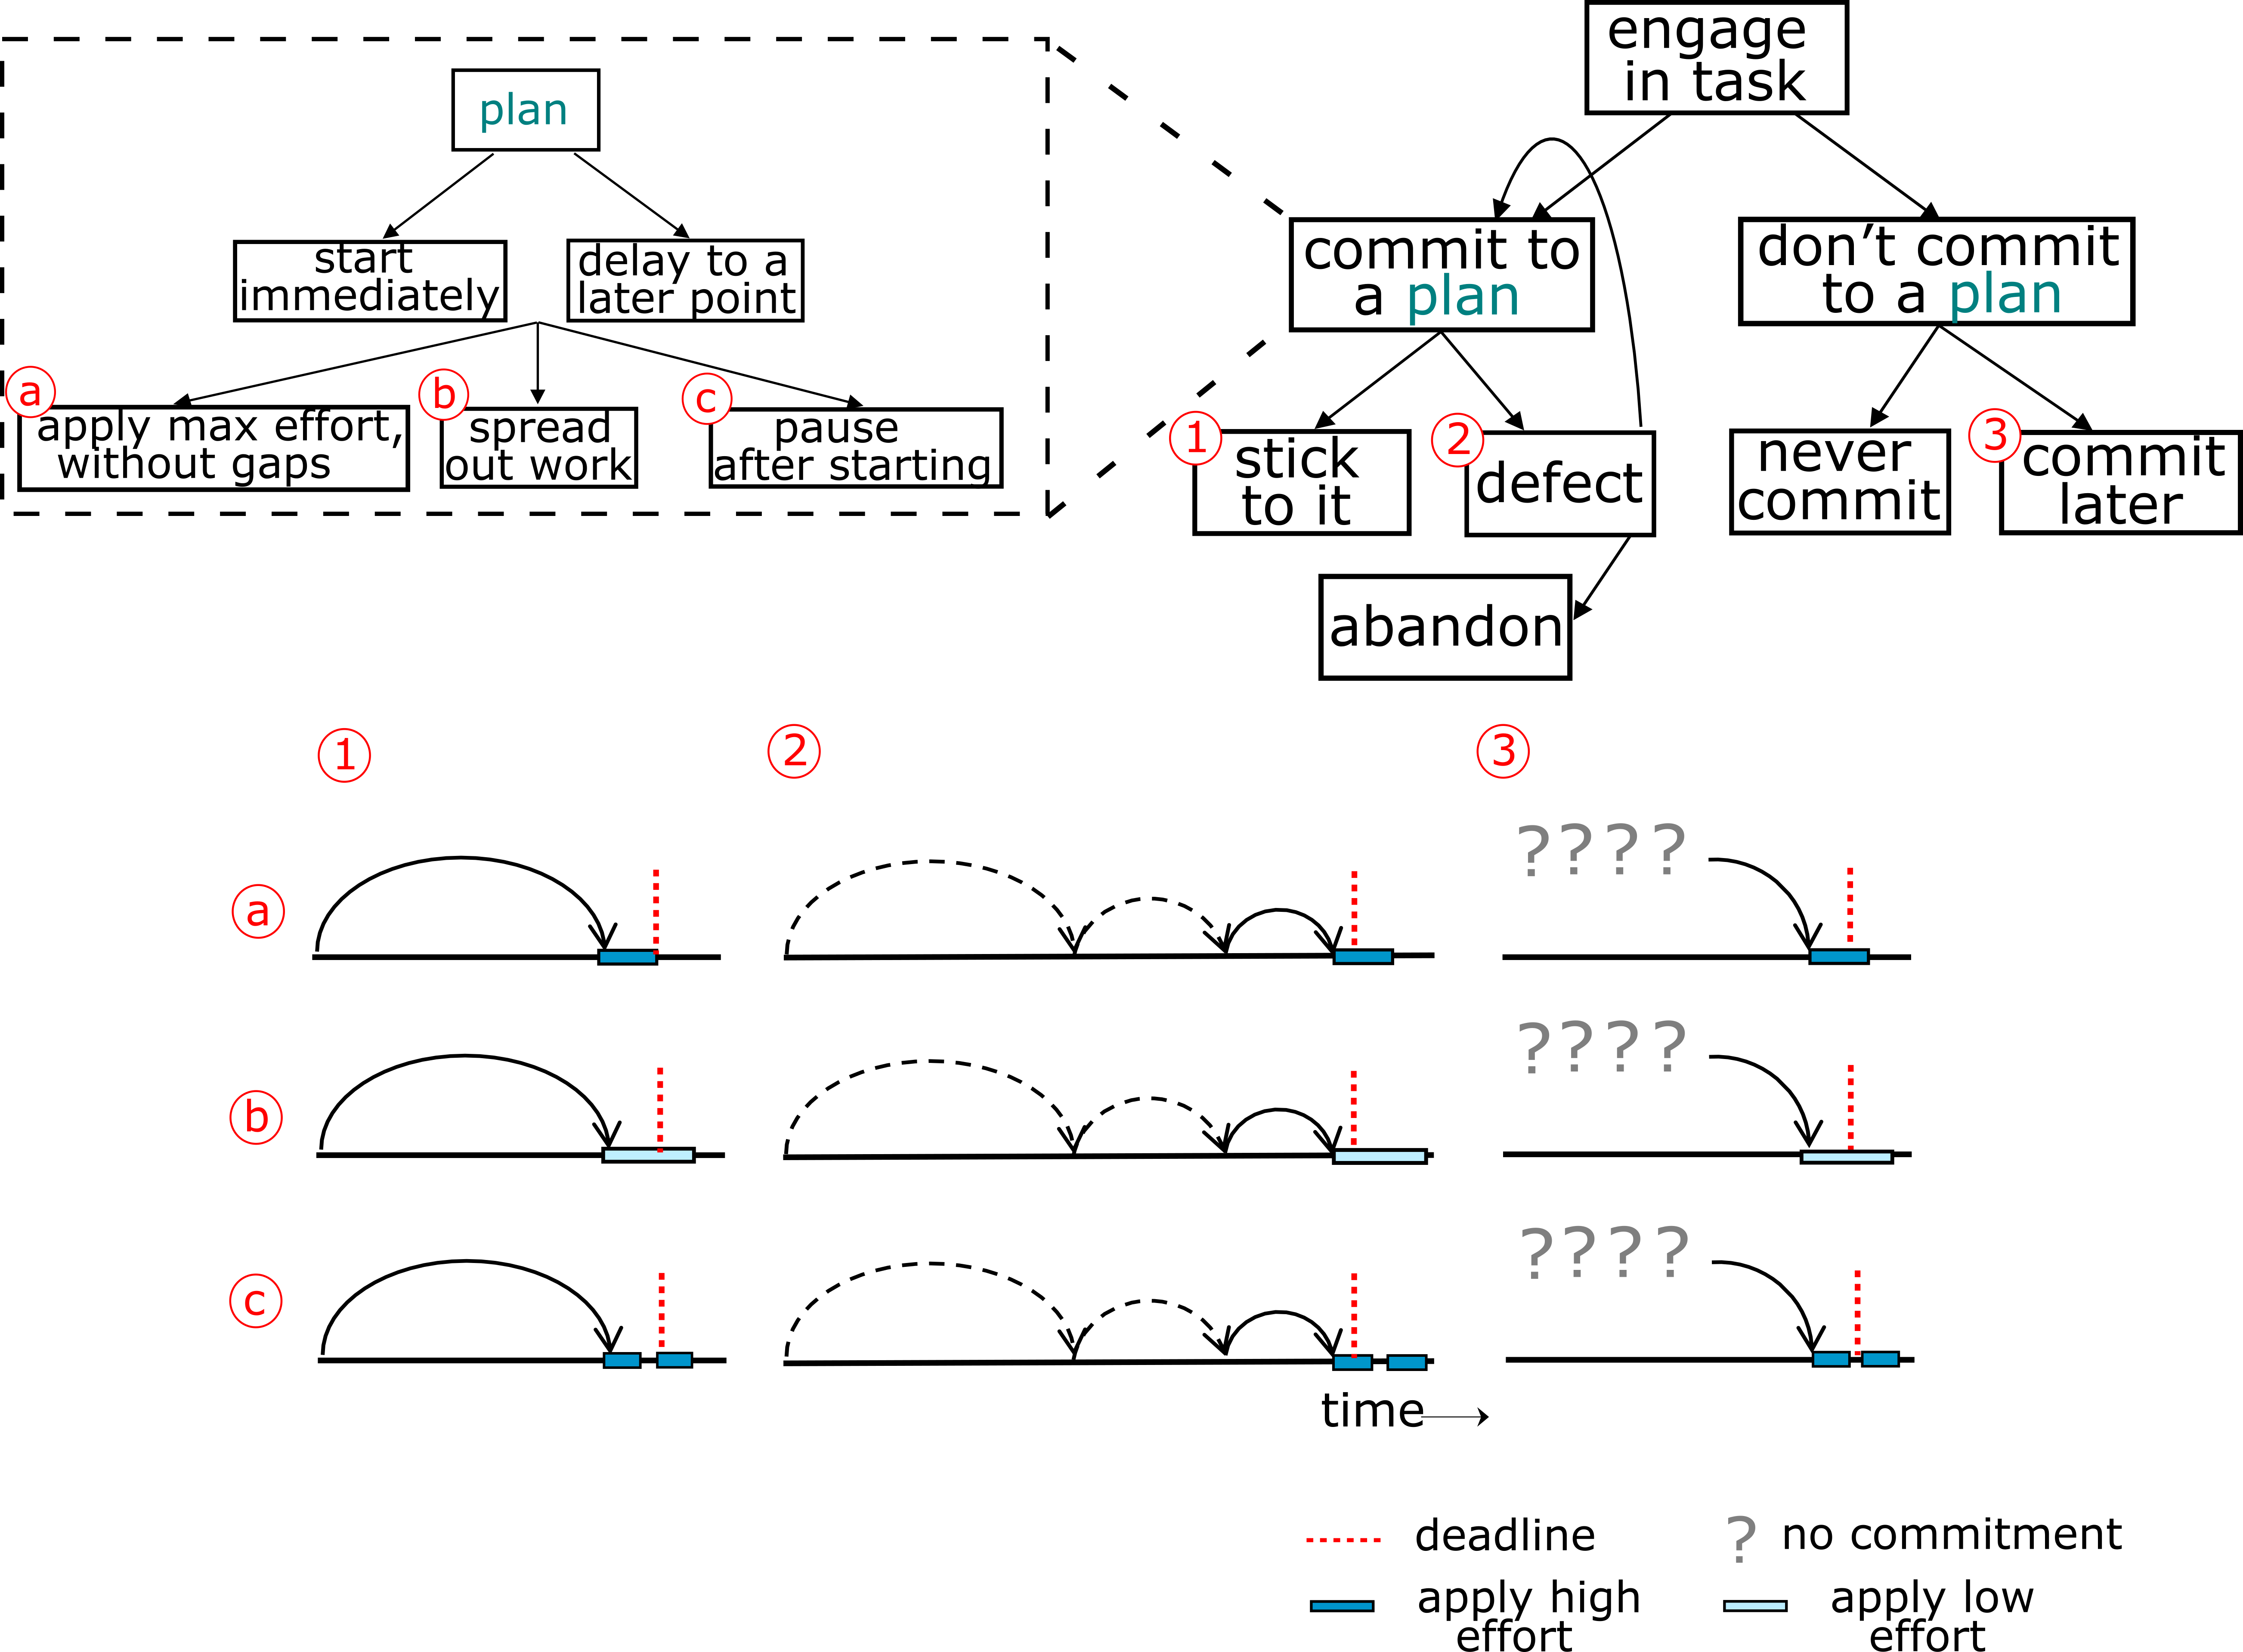 engage
in task
plan
commit to
a plan
don't commit
to a plan
start
immediately
delay to a
later point
a
b
c
apply max effort,
without gaps
spread
out work
pause
after starting
1
2
3
stick
to it
defect
never
commit
commit
later
abandon
1
2
3
? ? ? ?
a
? ? ? ?
b
? ? ? ?
c
time
deadline
? no commitment
apply high
effort
apply low
effort